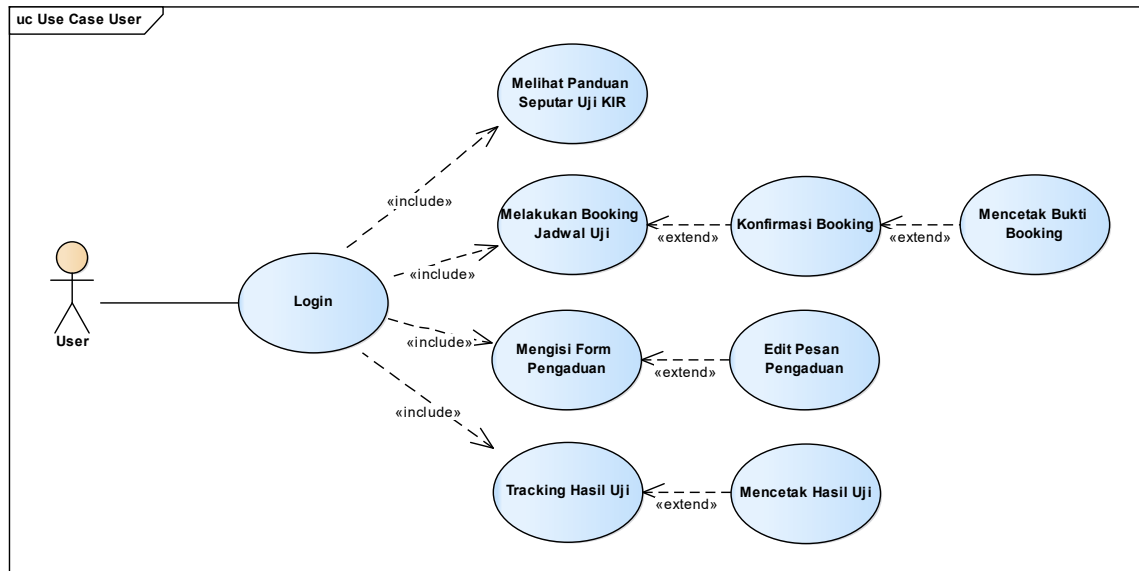 uc Use Case User
Melihat Panduan
Seputar Uji KIR
«include»
Melakukan Booking
Jadwal Uji
«extend»
Konfirmasi Booking
«extend»
Mencetak Bukti
Booking
«include»
User
Login
«include»
Mengisi Form
Pengaduan
«extend»
Edit Pesan
Pengaduan
«include»
Tracking Hasil Uji
«extend»
Mencetak Hasil Uji